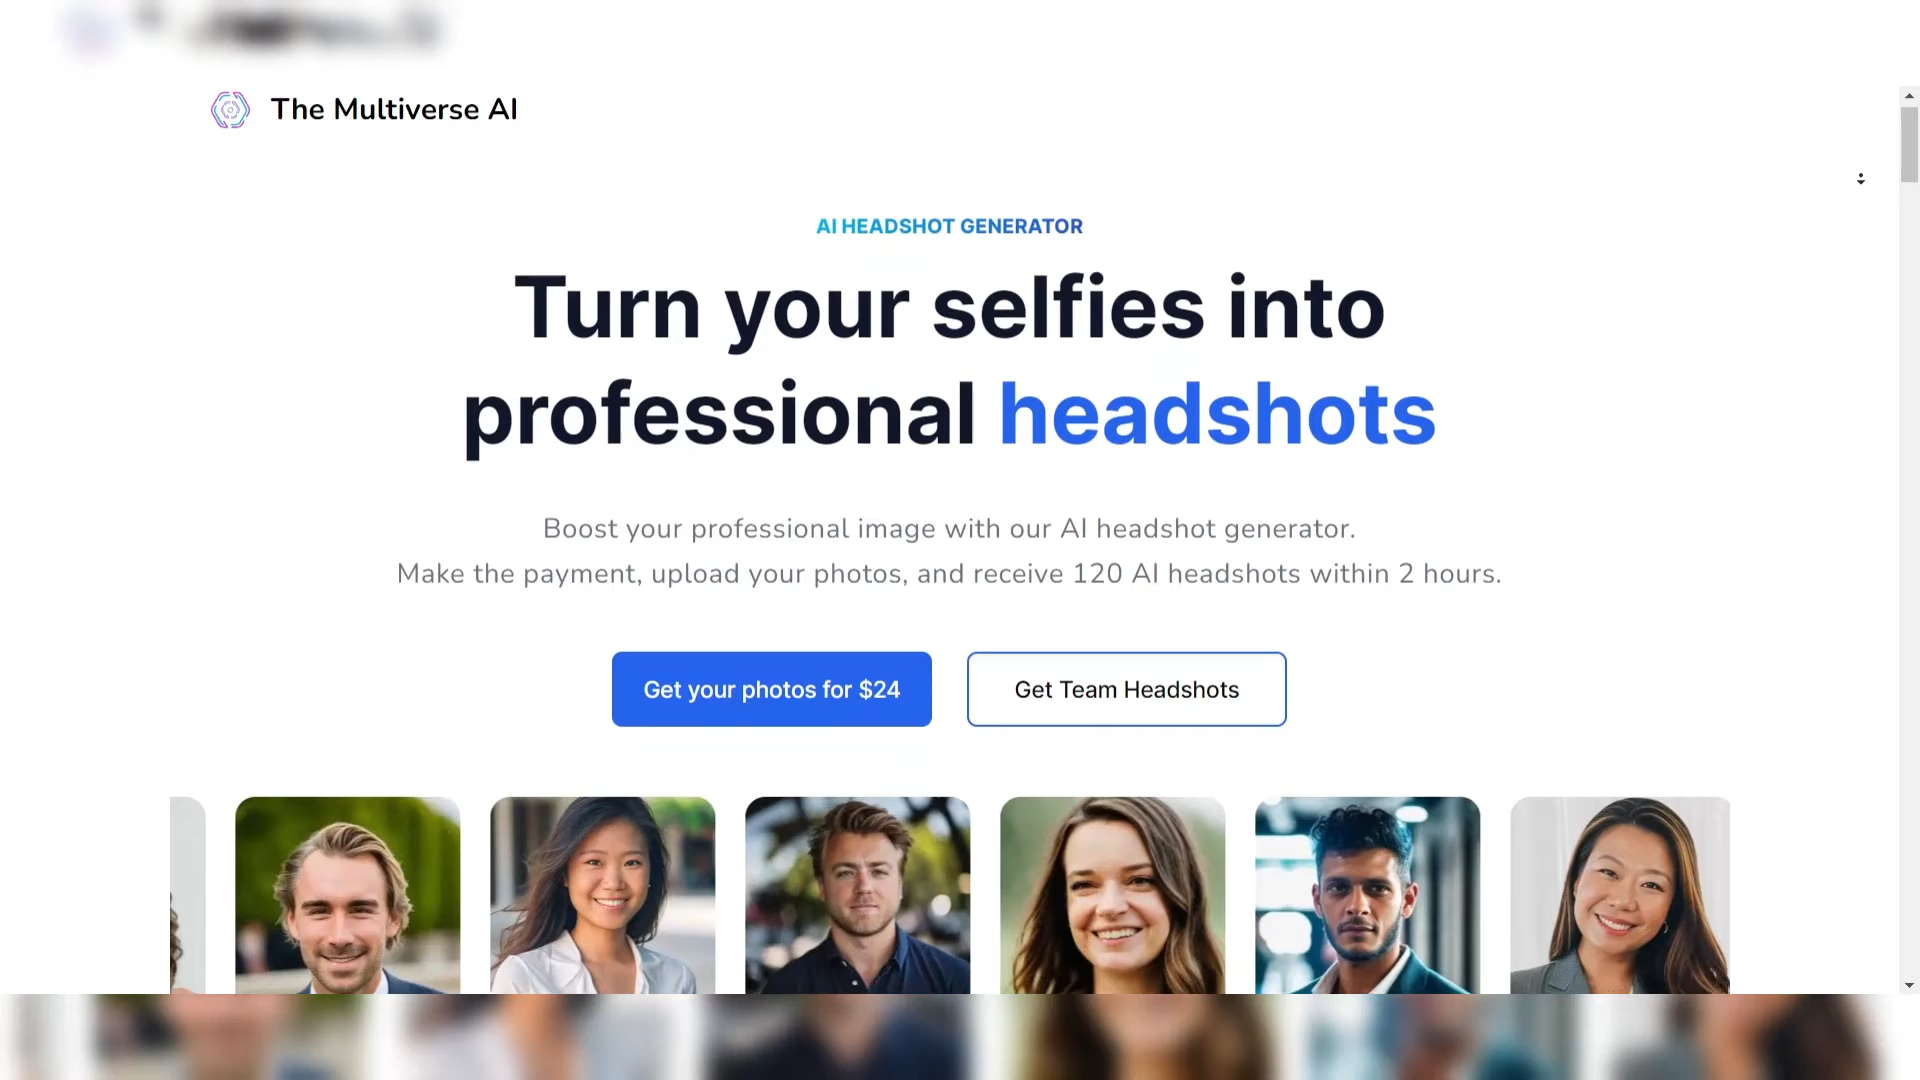 The Multiverse AI
AI HEADSHOT GENERATOR
Turn your selfies into
professional headshots
Boost your professional image with our AI headshot generator.
Make the payment, upload your photos, and receive 120 AI headshots within 2 hours.
Get your photos for $24
Get Team Headshots